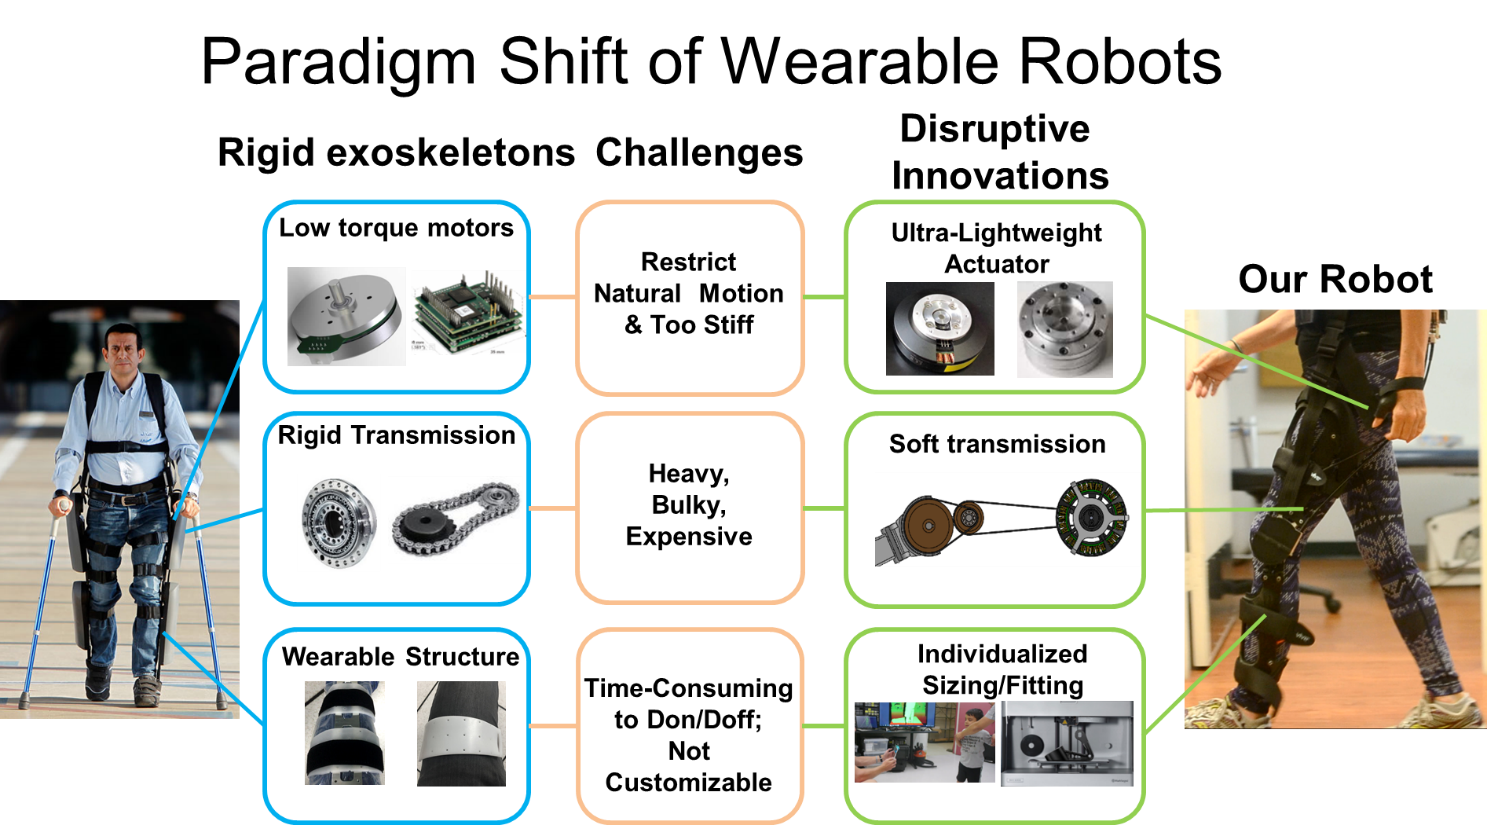 Paradigm Shift of Wearable Robots
Rigid exoskeletons
Challenges
Disruptive
Innovations
Low torque motors
Restrict
Natural Motion
& Too Stiff
Ultra-Lightweight
Actuator
Our Robot
Rigid Transmission
Heavy,
Bulky,
Expensive
Soft transmission
Wearable Structure
Time-Consuming
to Don/Doff;
Not
Customizable
Individualized
Sizing/Fitting